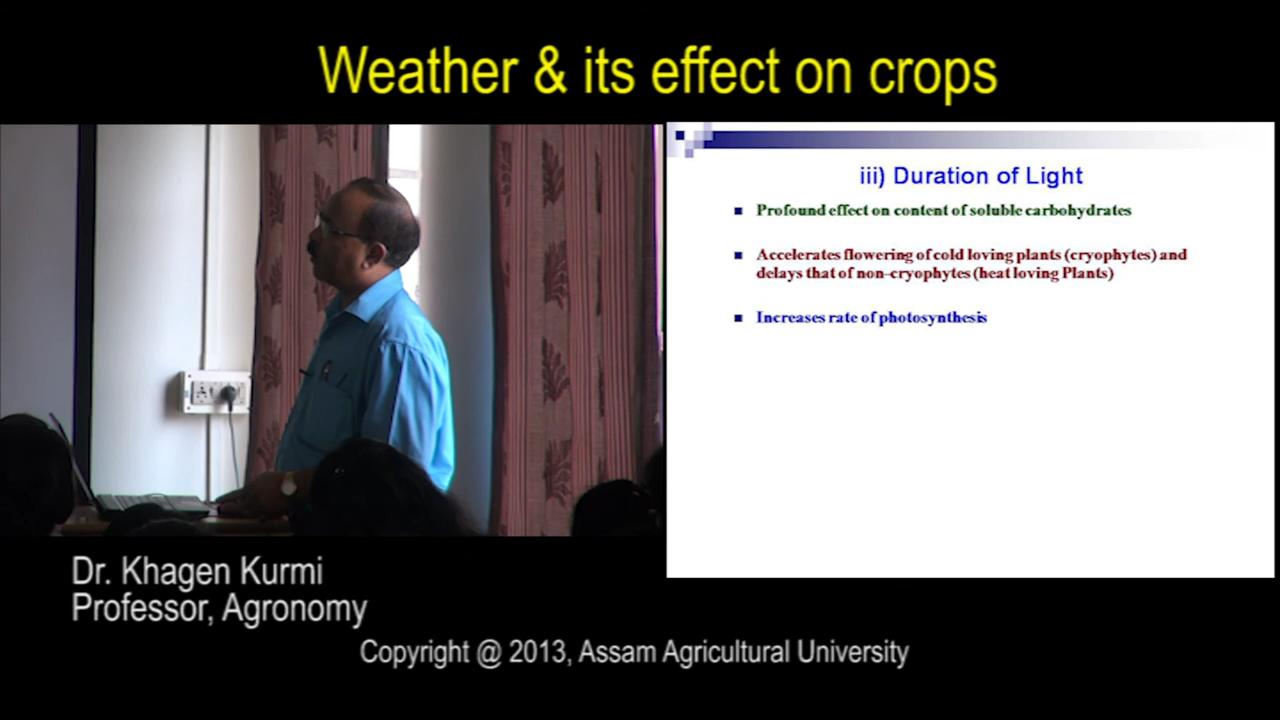 Weather & its effect on crops
iii) Duration of Light
Profound effect on content of soluble carbohydrates
Accelerates flowering of cold loving plants (cryophytes) and
delays that of non-cryophytes (heat loving Plants)
Increases rate of photosynthesis
Dr. Khagen Kurmi
Professor, Agronomy
Copyright @ 2013, Assam Agricultural University